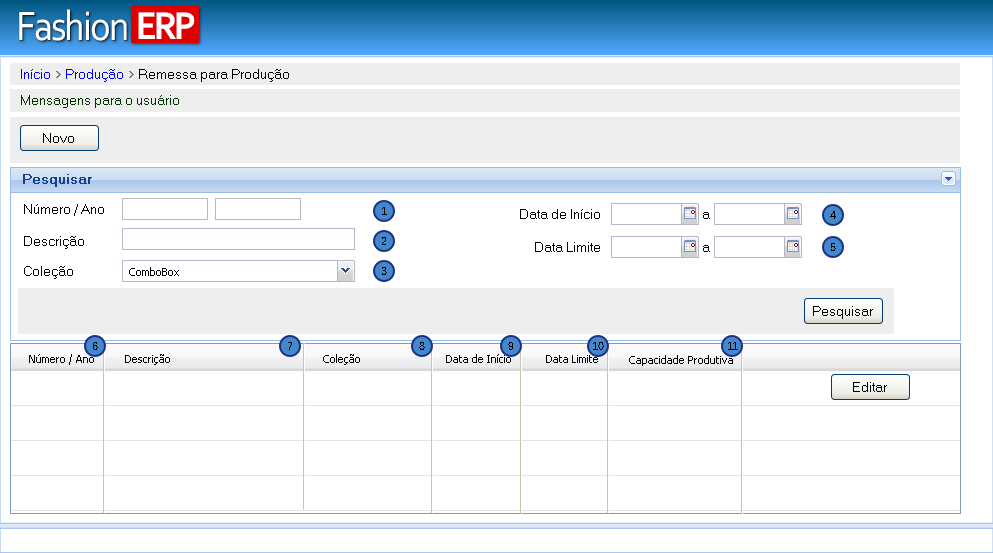 Fashion ERP
Início > Produção > Remessa para Produção
Mensagens para o usuário
Novo
Pesquisar
Número / Ano 1
Descrição 2
Coleção ComboBox 3
Data de Início a 4
Data Limite a 5
Pesquisar
Número / Ano 6 Descrição 7 Coleção 8 Data de Início 9 Data Limite 10 Capacidade Produtiva 11
Editar